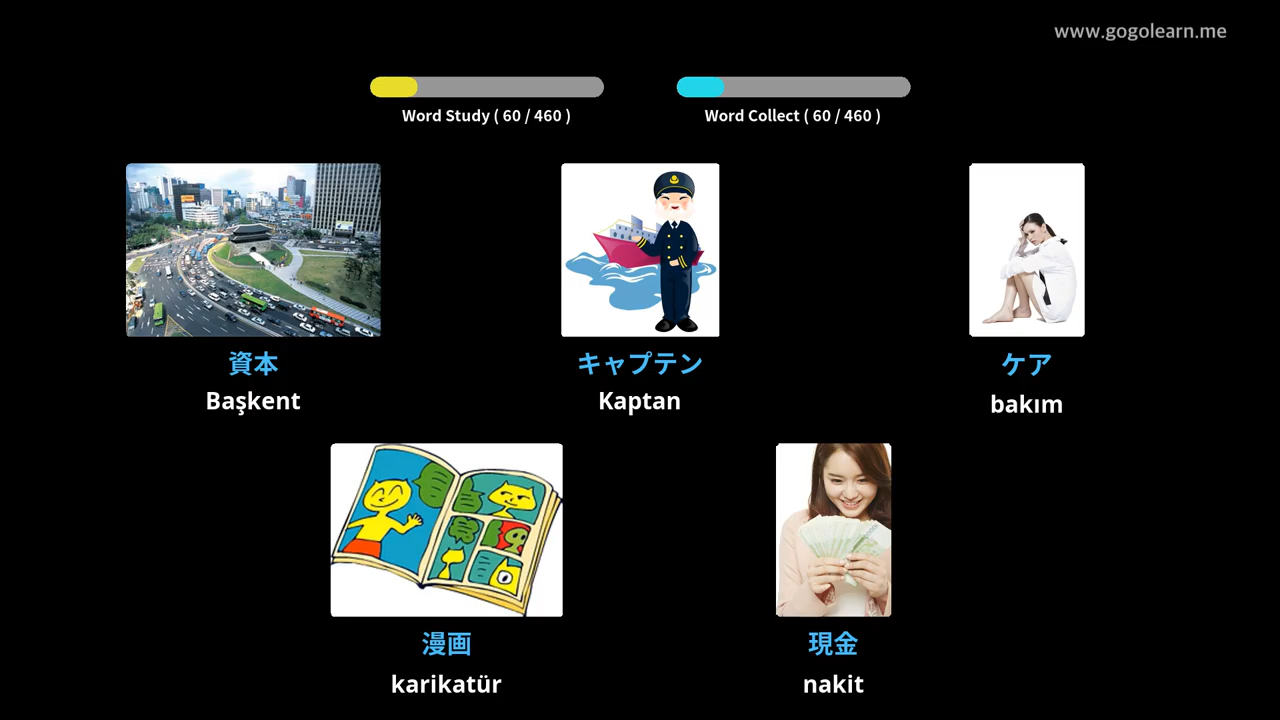 www.gogolearn.me
Word Study ( 60 / 460 )
Word Collect ( 60 / 460 )
資本
Başkent
キャプテン
Kaptan
ケア
bakım
漫画
karikatür
現金
nakit